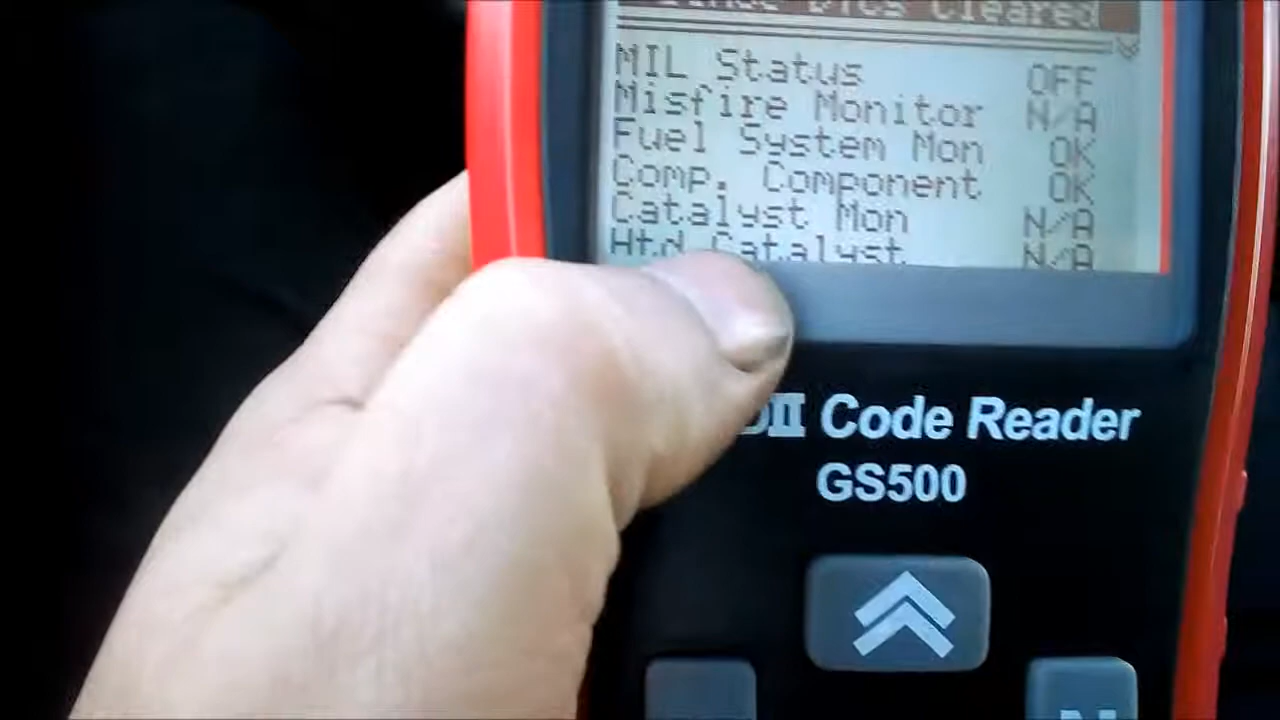 DTCs Cleared
MIL Status OFF
Misfire Monitor N/A
Fuel System Mon OK
Comp. Component OK
Catalyst Mon N/A
Htd Catalyst N/A
II Code Reader
GS500
N